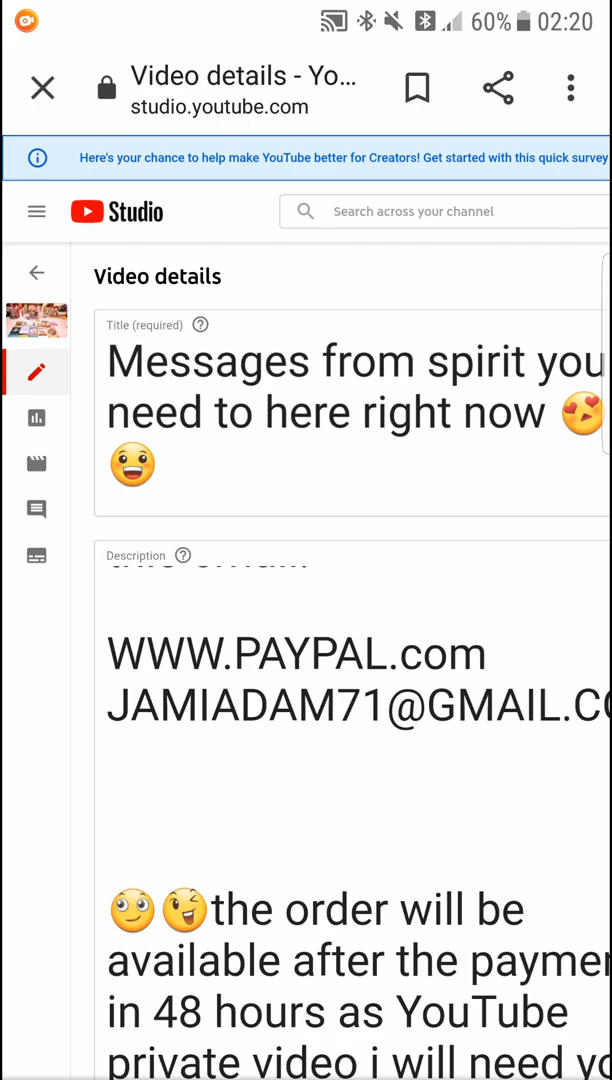 60% 02:20
Video details - Yo...
studio.youtube.com
Here's your chance to help make YouTube better for Creators! Get started with this quick survey
Studio
Search across your channel
Video details
Title (required)
Messages from spirit you
need to here right now 😍
😀
Description
WWW.PAYPAL.com
JAMIADAM71@GMAIL.CO
🙄😜the order will be
available after the paymen
in 48 hours as YouTube
private video i will need yo